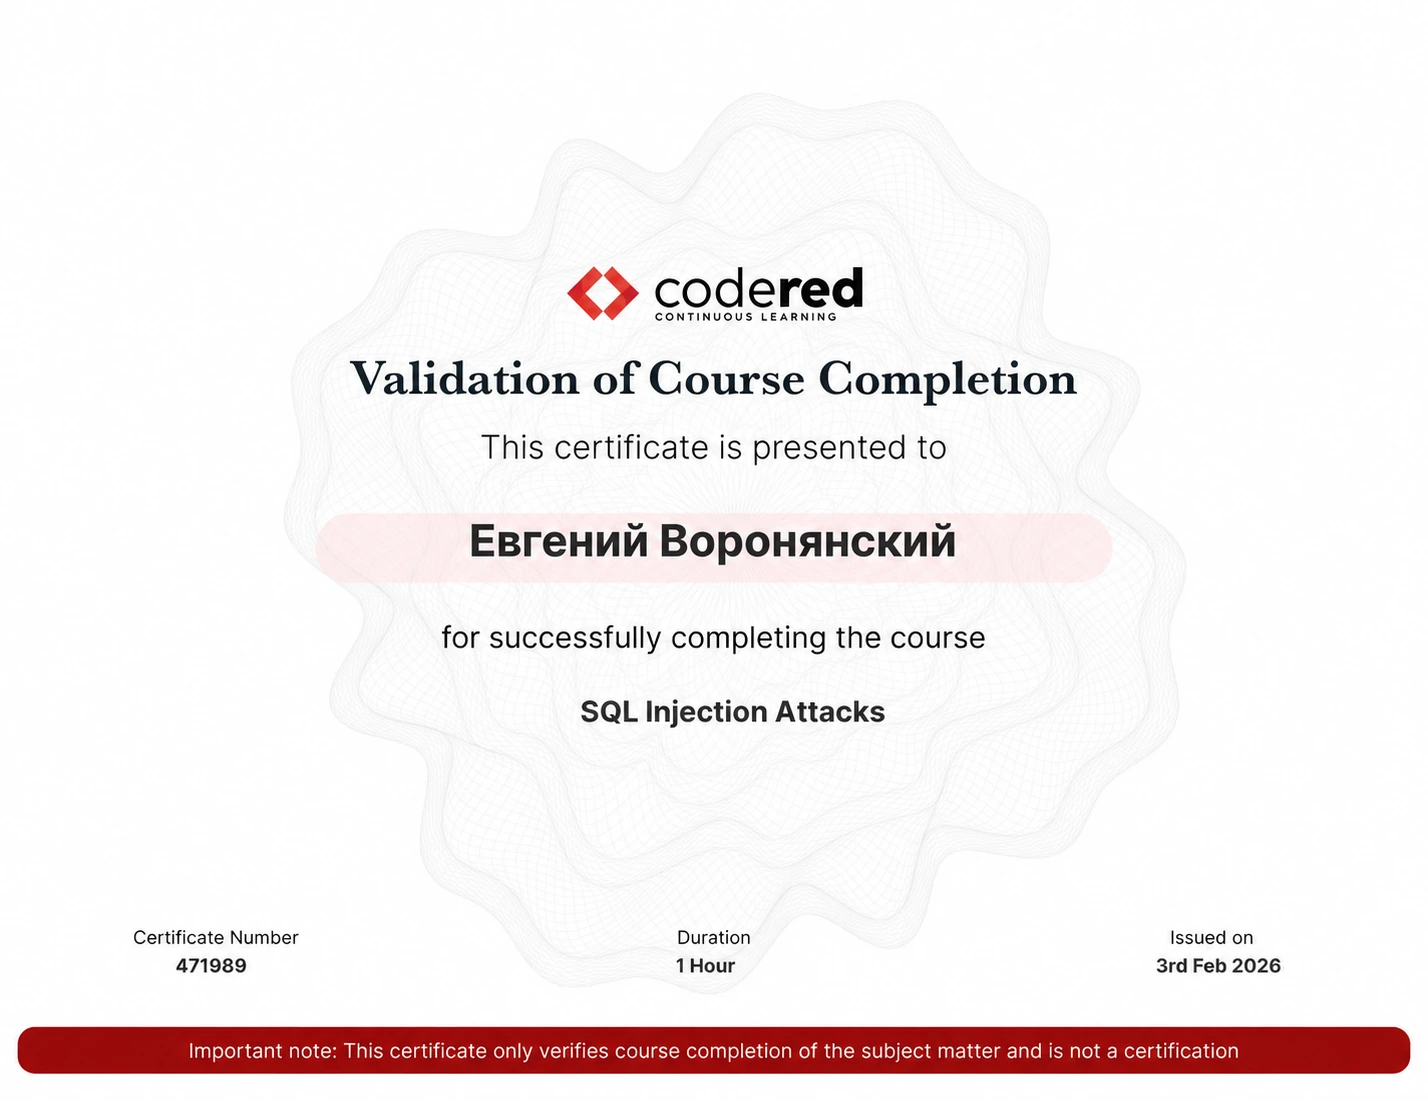 codered
CONTINUOUS LEARNING
Validation of Course Completion
This certificate is presented to
Евгений Воронянский
for successfully completing the course
SQL Injection Attacks
Certificate Number
471989
Duration
1 Hour
Issued on
3rd Feb 2026
Important note: This certificate only verifies course completion of the subject matter and is not a certification